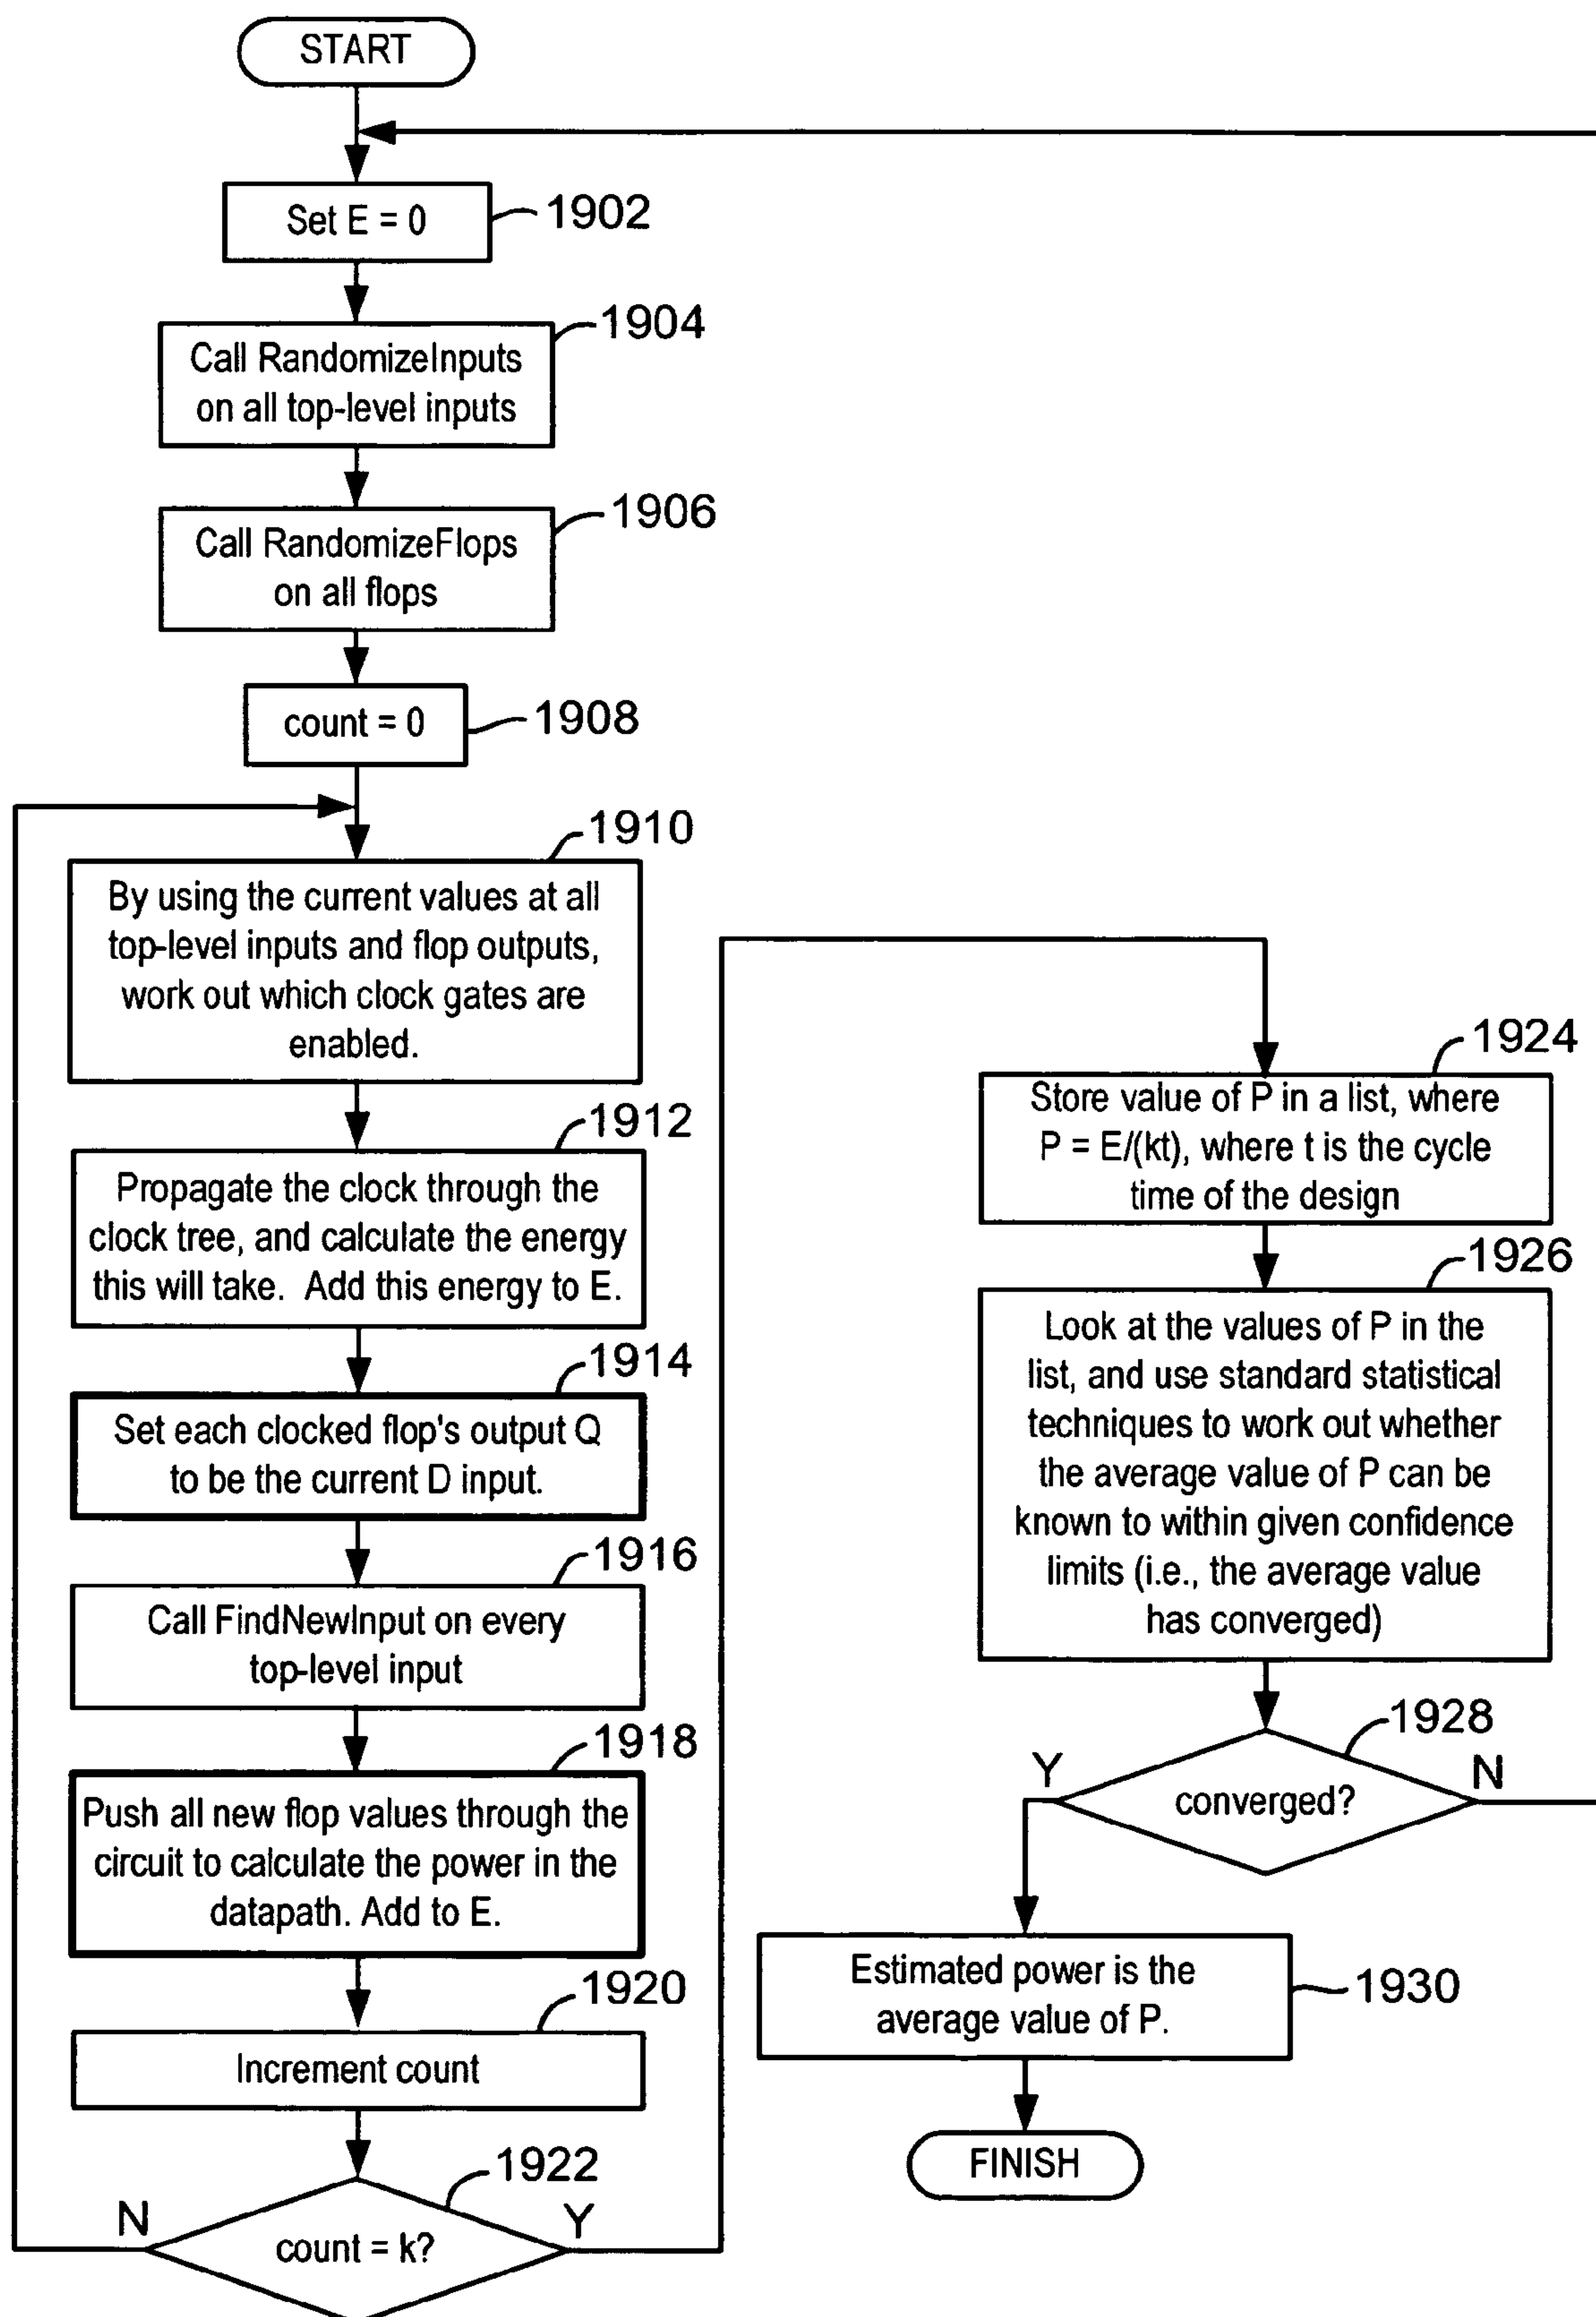 START
Set E = 0
1902
1904
Call RandomizeInputs
on all top-level inputs
1906
Call RandomizeFlops
on all flops
count = 0
1908
1910
By using the current values at all
top-level inputs and flop outputs,
work out which clock gates are
enabled.
1912
Propagate the clock through the
clock tree, and calculate the energy
this will take. Add this energy to E.
1914
Set each clocked flop's output Q
to be the current D input.
1916
Call FindNewInput on every
top-level input
1918
Push all new flop values through the
circuit to calculate the power in the
datapath. Add to E.
1920
Increment count
1922
N
Y
count = k?
1924
Store value of P in a list, where
P = E/(kt), where t is the cycle
time of the design
1926
Look at the values of P in the
list, and use standard statistical
techniques to work out whether
the average value of P can be
known to within given confidence
limits (i.e., the average value
has converged)
1928
Y
N
converged?
Estimated power is the
average value of P.
1930
FINISH